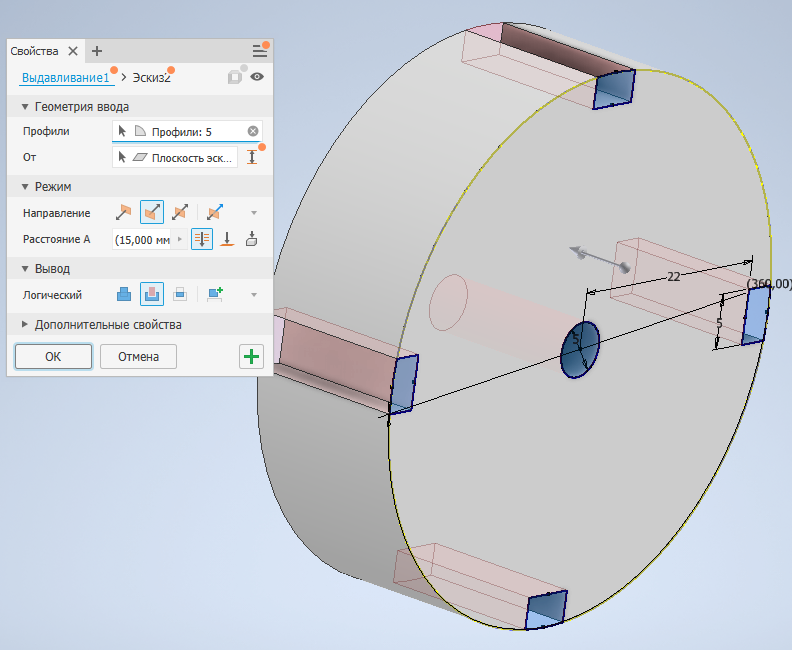 Свойства
Выдавливание1 > Эскиз2
Геометрия ввода
Профили
Профили: 5
От
Плоскость эск...
Режим
Направление
Расстояние A
(15,000 мм
Вывод
Логический
Дополнительные свойства
ОК
Отмена
22
(360,00)
5
5